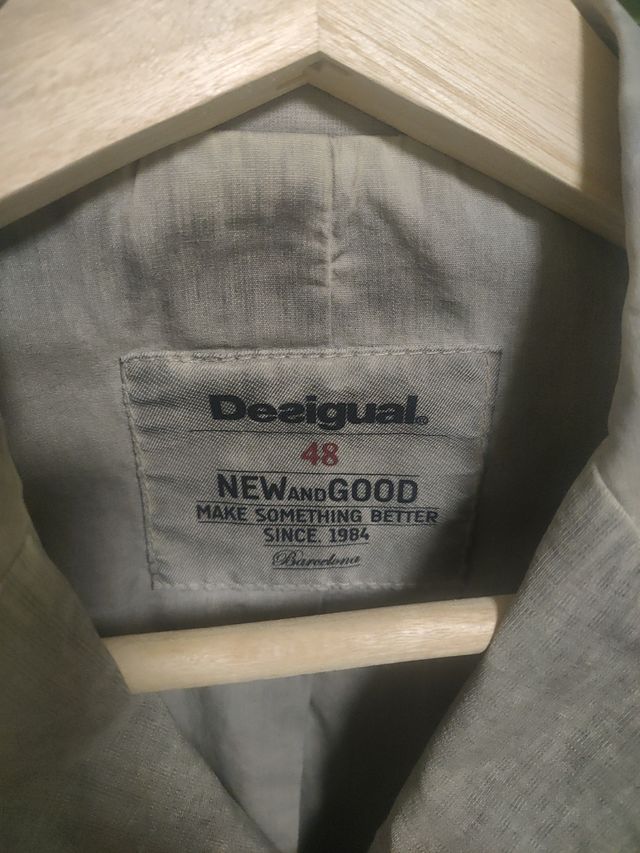 Desigual®
48
NEW AND GOOD
MAKE SOMETHING BETTER
SINCE, 1984
Barcelona